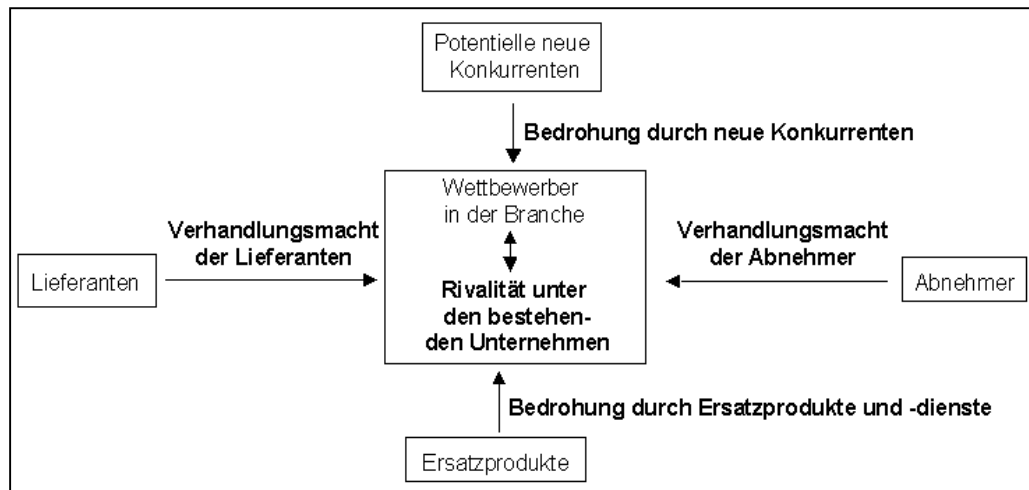 Potentielle neue
Konkurrenten
Bedrohung durch neue Konkurrenten
Wettbewerber
in der Branche
Verhandlungsmacht
der Lieferanten
Verhandlungsmacht
der Abnehmer
Lieferanten
Abnehmer
Rivalität unter
den bestehen-
den Unternehmen
Bedrohung durch Ersatzprodukte und -dienste
Ersatzprodukte